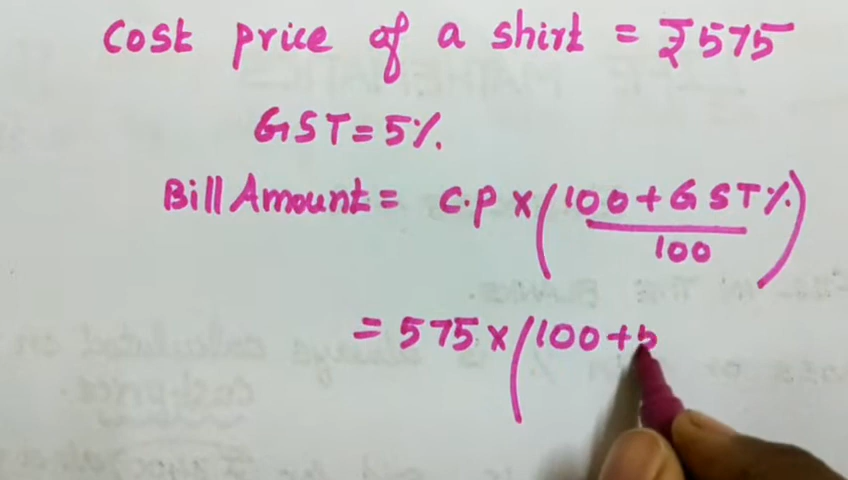 Cost price of a shirt = ₹575
GST = 5%.
Bill Amount = C.P × (100 + GST% / 100)
= 575 × (100 + 5